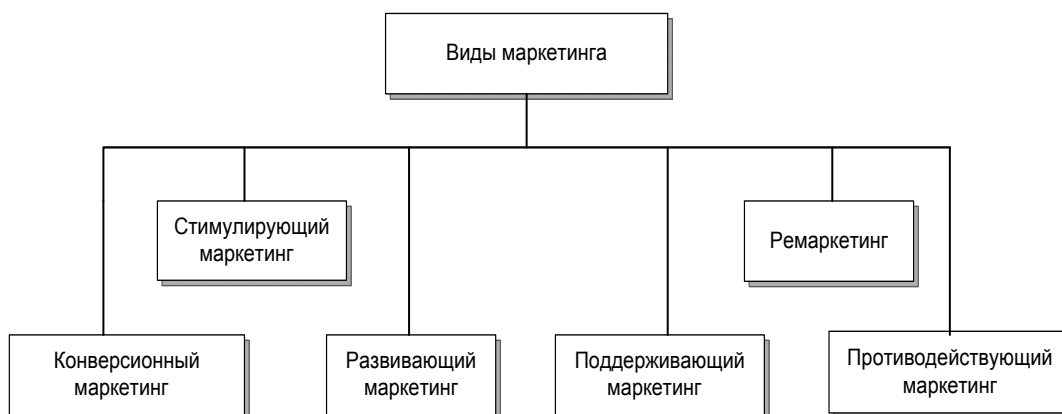 Виды маркетинга
Стимулирующий
маркетинг
Ремаркетинг
Конверсионный
маркетинг
Развивающий
маркетинг
Поддерживающий
маркетинг
Противодействующий
маркетинг